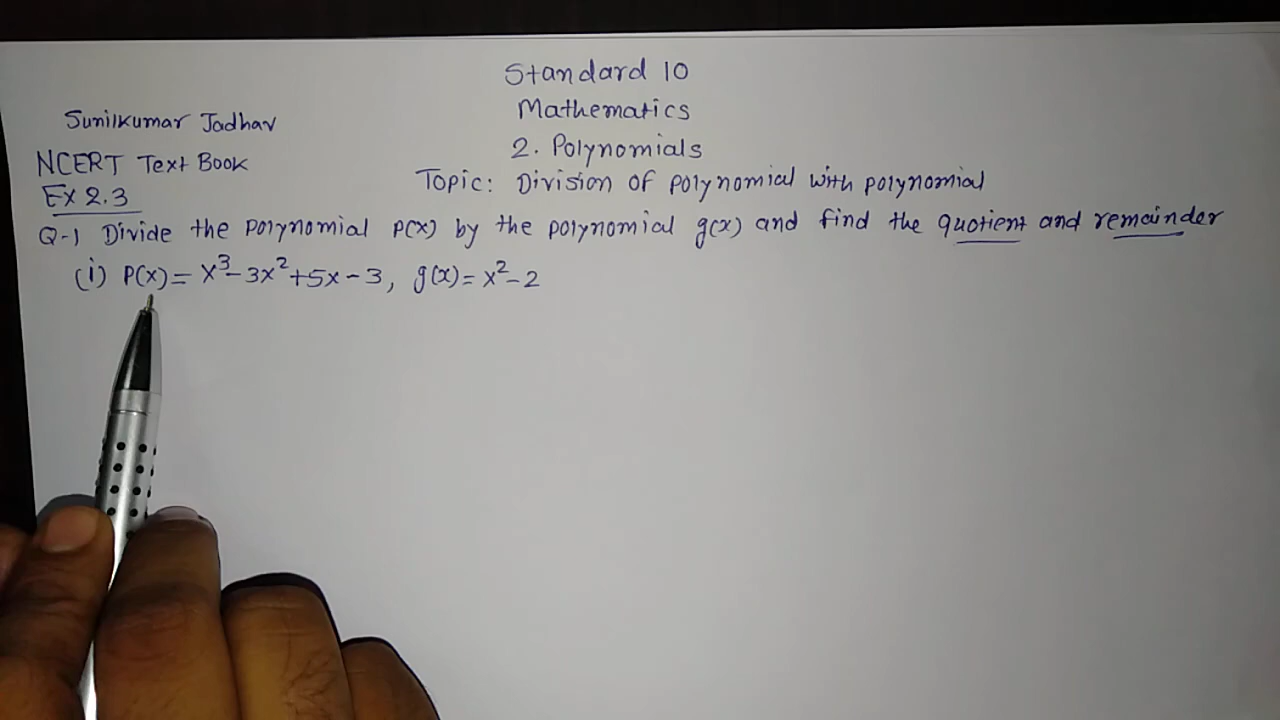 Standard 10
Mathematics
2. Polynomials
Sunilkumar Jadhav
NCERT Text Book
Ex 2.3
Topic: Division of polynomial with polynomial
Q-1 Divide the polynomial p(x) by the polynomial g(x) and find the quotient and remainder
(i) P(x) = x³ - 3x² + 5x - 3, g(x) = x² - 2